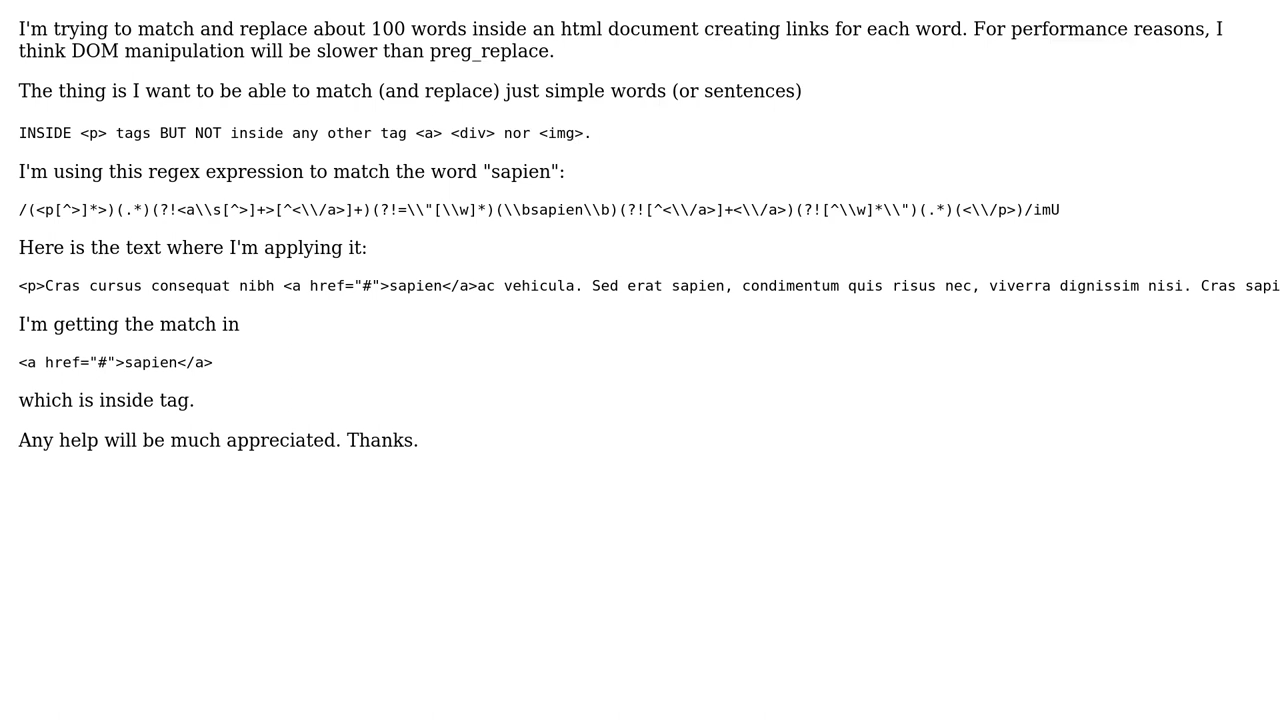 I'm trying to match and replace about 100 words inside an html document creating links for each word. For performance reasons, I
think DOM manipulation will be slower than preg_replace.
The thing is I want to be able to match (and replace) just simple words (or sentences)
INSIDE <p> tags BUT NOT inside any other tag <a> <div> nor <img>.
I'm using this regex expression to match the word "sapien":
/(<p[^>]*>)(.*)(?!<a\\s[^>]+>[^<\\/a>]+)(?!=\\"[\\w]*)(\\bsapien\\b)(?![^<\\/a>]+<\\/a>)(?![^\\w]*\\")(.*)(<\\/p>)/imU
Here is the text where I'm applying it:
<p>Cras cursus consequat nibh <a href="#">sapien</a>ac vehicula. Sed erat sapien, condimentum quis risus nec, viverra dignissim nisi. Cras sapi
I'm getting the match in
<a href="#">sapien</a>
which is inside tag.
Any help will be much appreciated. Thanks.